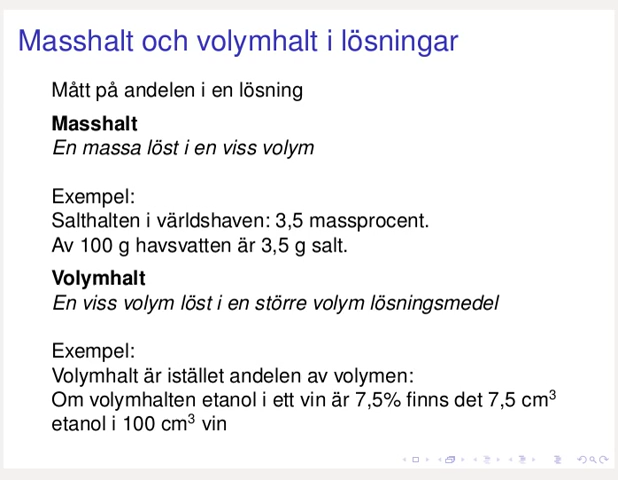 Masshalt och volymhalt i lösningar
Mått på andelen i en lösning
Masshalt
En massa löst i en viss volym
Exempel:
Salthalten i världshaven: 3,5 massprocent.
Av 100 g havsvatten är 3,5 g salt.
Volymhalt
En viss volym löst i en större volym lösningsmedel
Exempel:
Volymhalt är istället andelen av volymen:
Om volymhalten etanol i ett vin är 7,5% finns det 7,5 cm³
etanol i 100 cm³ vin